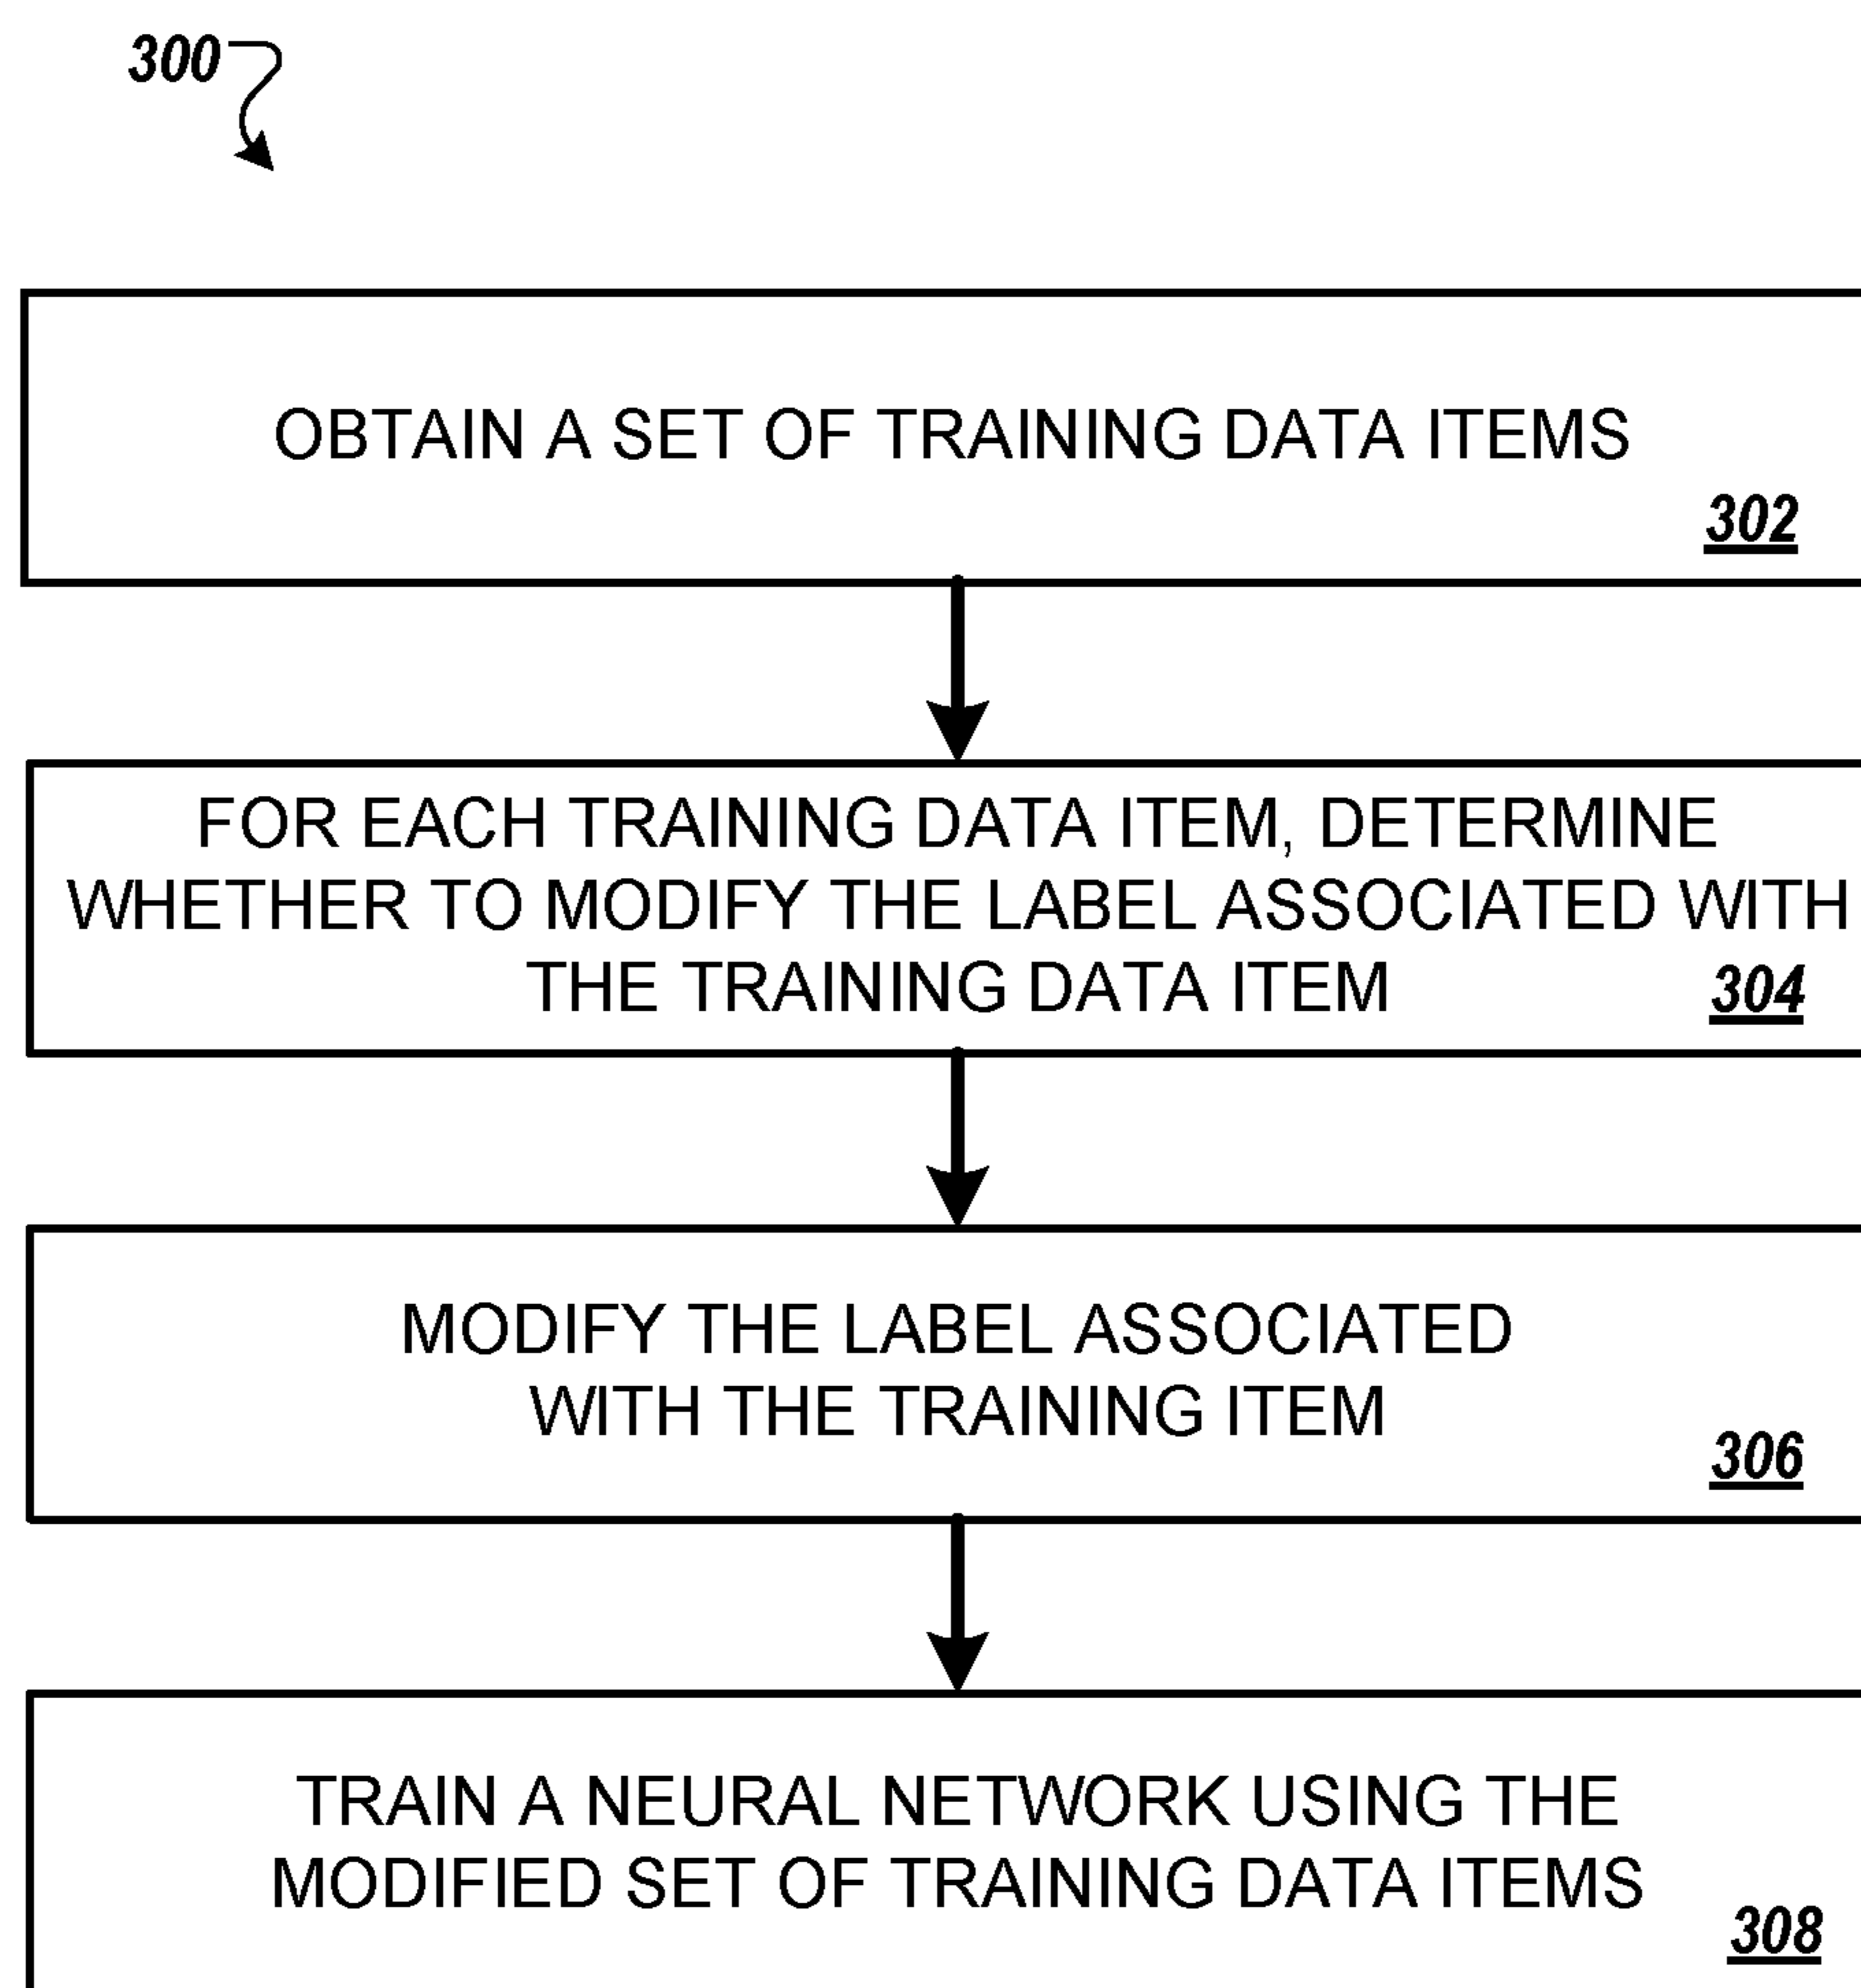 300
OBTAIN A SET OF TRAINING DATA ITEMS
302
FOR EACH TRAINING DATA ITEM, DETERMINE
WHETHER TO MODIFY THE LABEL ASSOCIATED WITH
THE TRAINING DATA ITEM
304
MODIFY THE LABEL ASSOCIATED
WITH THE TRAINING ITEM
306
TRAIN A NEURAL NETWORK USING THE
MODIFIED SET OF TRAINING DATA ITEMS
308